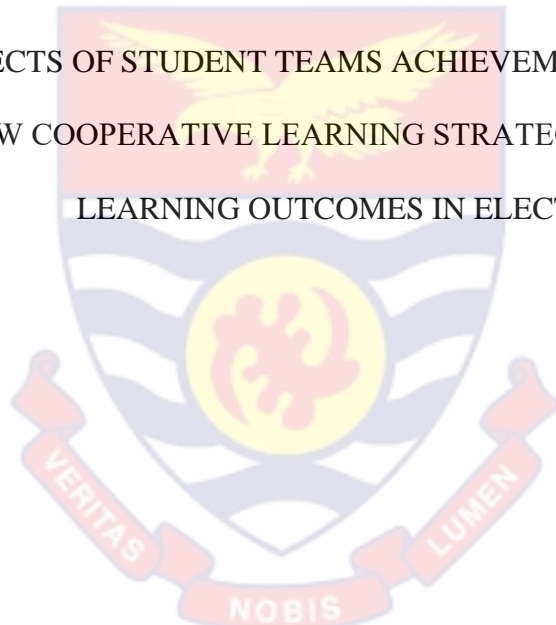 ECTS OF STUDENT TEAMS ACHIEVEM
W COOPERATIVE LEARNING STRATEG
LEARNING OUTCOMES IN ELECT
VERITAS
NOBIS
LUMEN